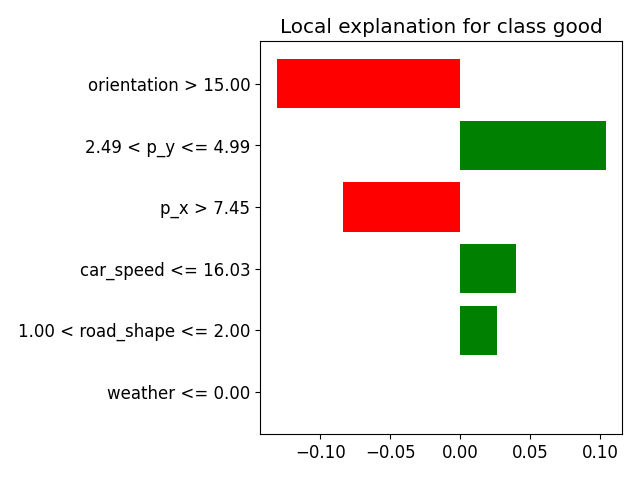 Local explanation for class good
orientation > 15.00
2.49 < p_y <= 4.99
p_x > 7.45
car_speed <= 16.03
1.00 < road_shape <= 2.00
weather <= 0.00
−0.10 −0.05 0.00 0.05 0.10